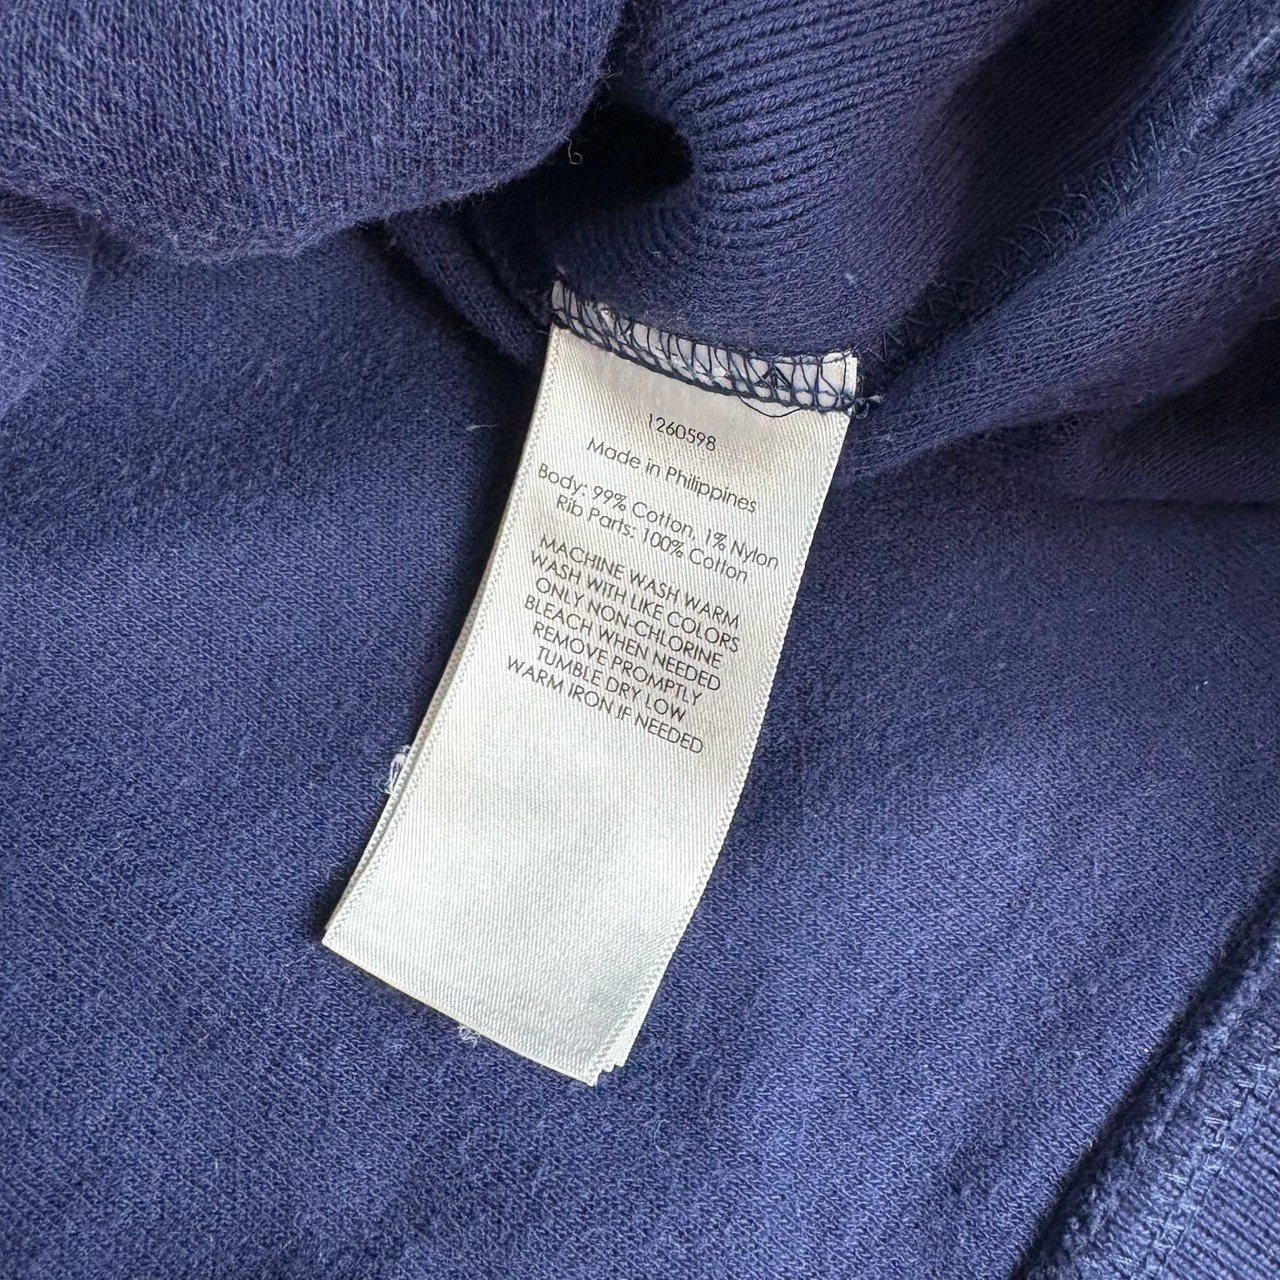 1260598
Made in Philippines
Body: 99% Cotton, 1% Nylon
Rib Parts: 100% Cotton
MACHINE WASH WARM
WASH WITH LIKE COLORS
ONLY NON-CHLORINE
BLEACH WHEN NEEDED
REMOVE PROMPTLY
TUMBLE DRY LOW
WARM IRON IF NEEDED